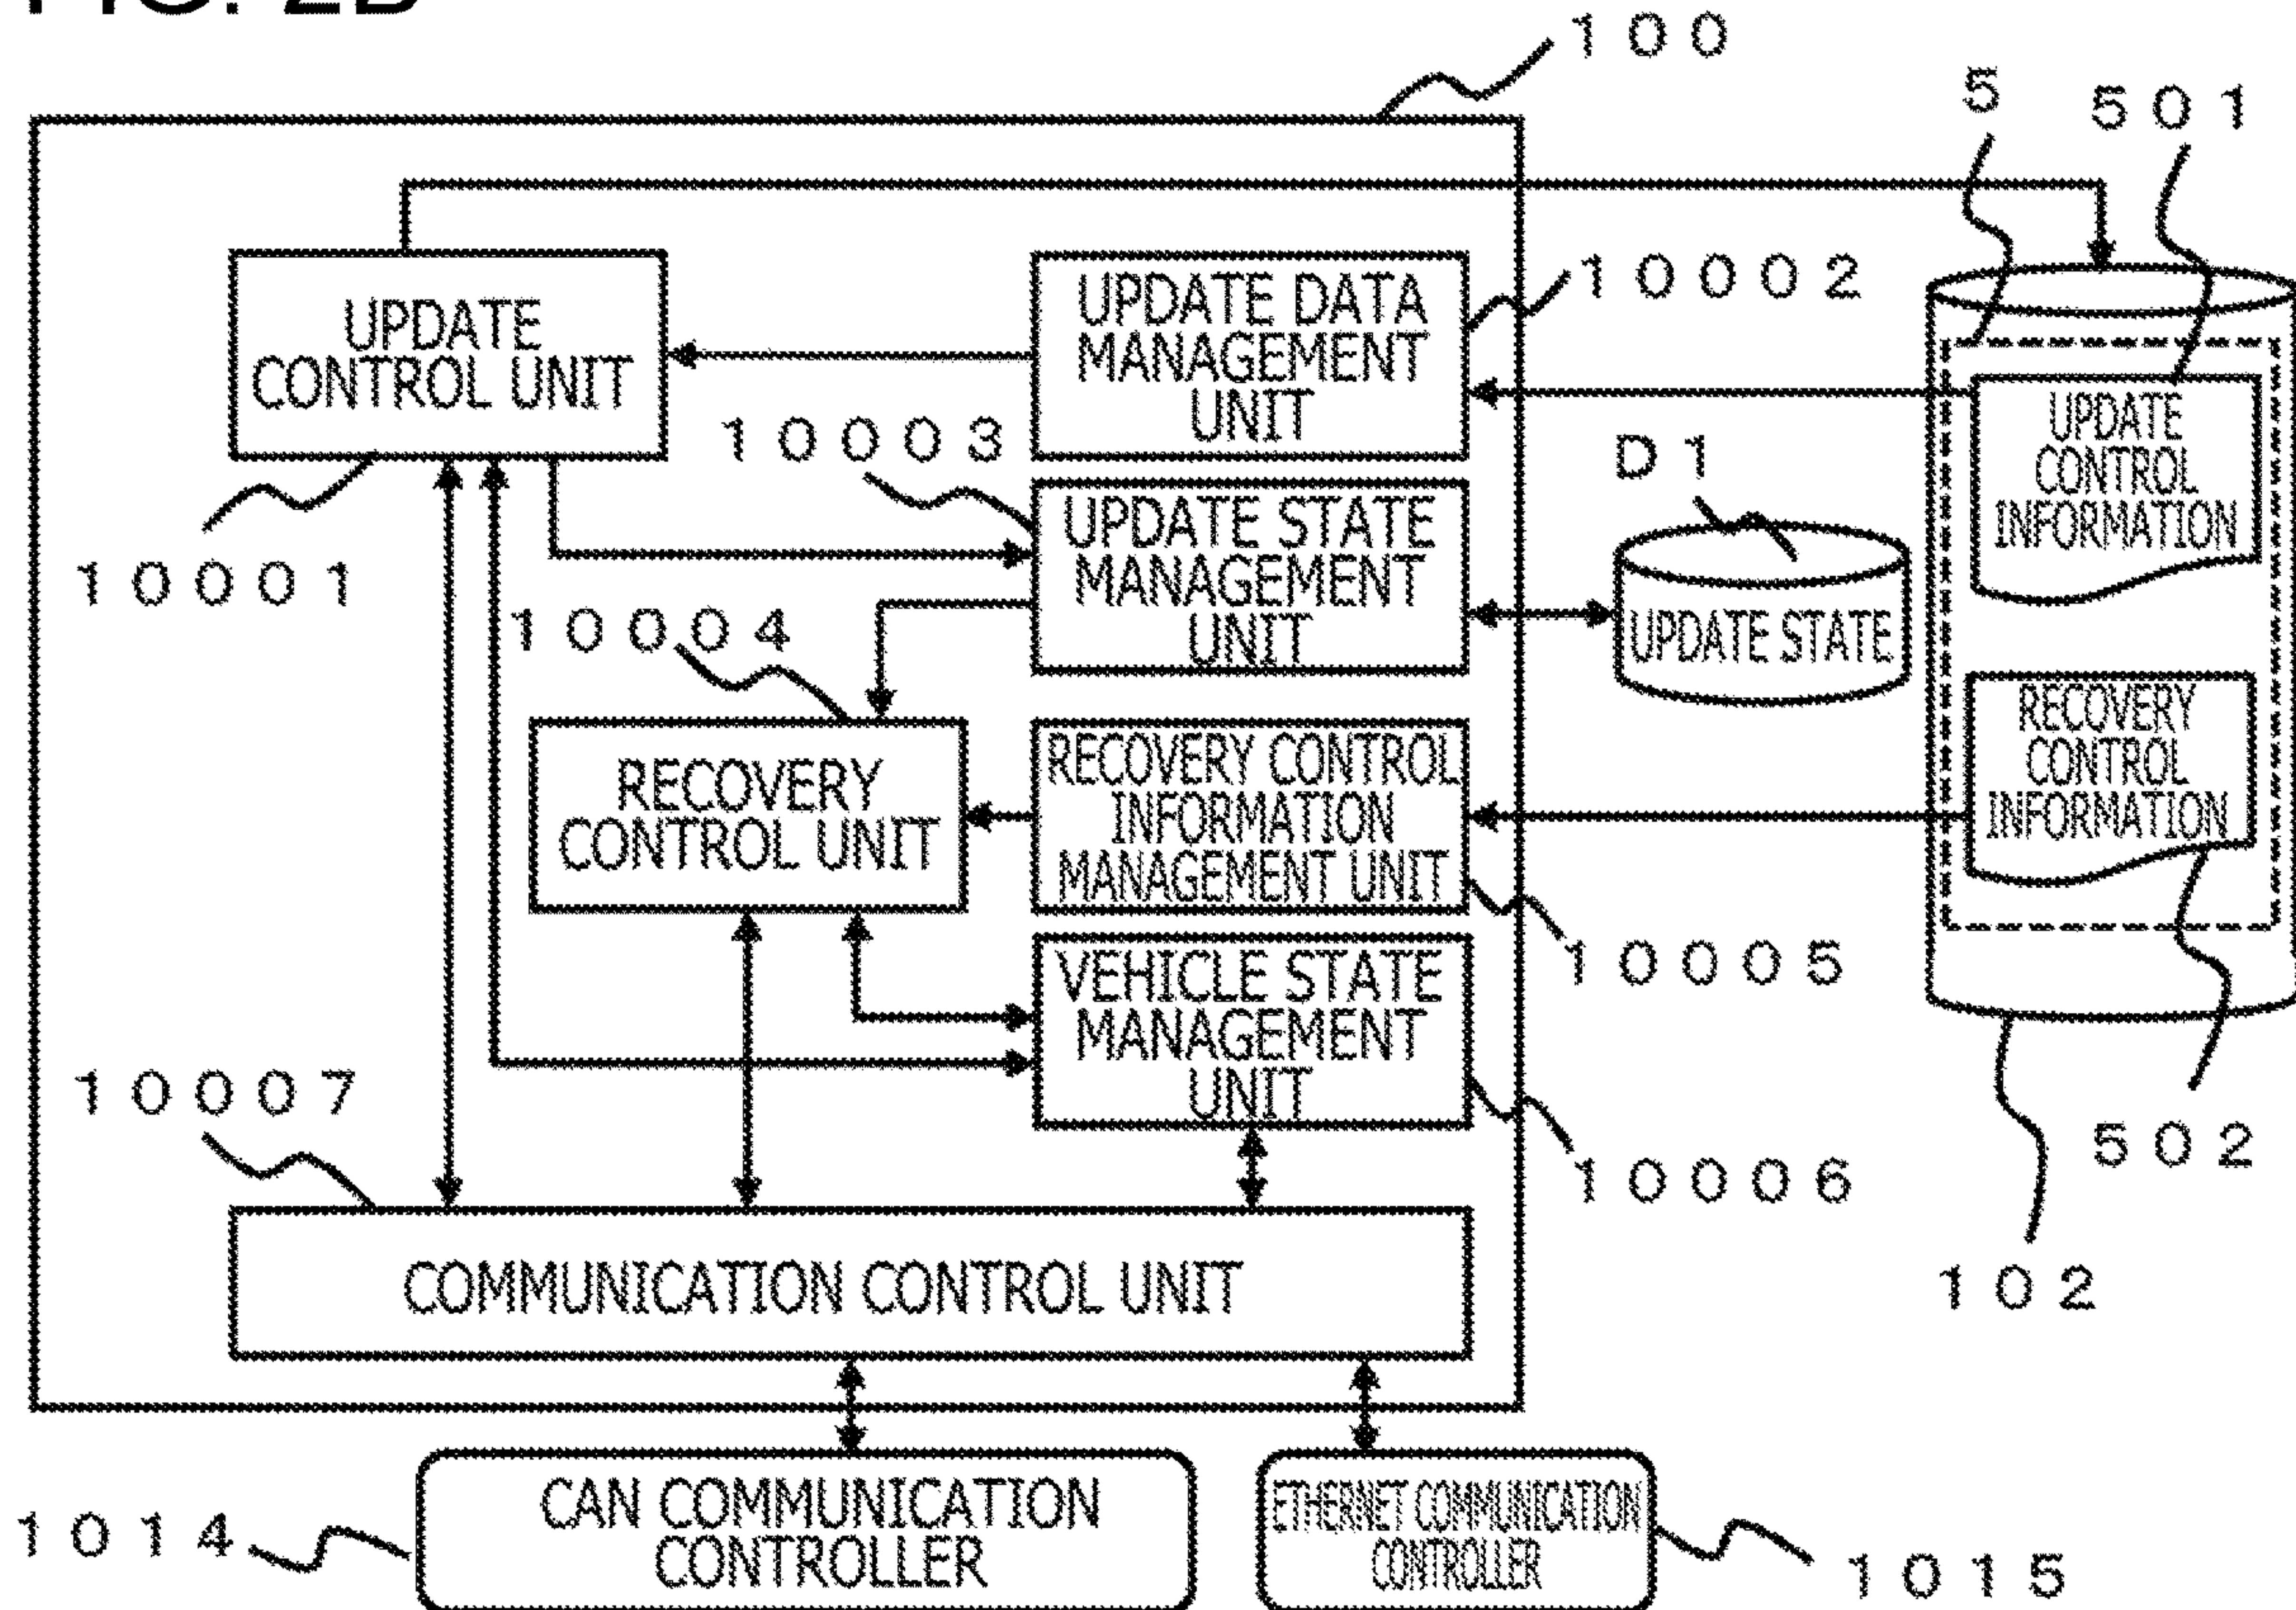 FIG. 2B
100
5
501
UPDATE
CONTROL UNIT
UPDATE DATA
MANAGEMENT
UNIT
10002
UPDATE
CONTROL
INFORMATION
10003
D1
10001
UPDATE STATE
MANAGEMENT
UNIT
UPDATE STATE
10004
RECOVERY
CONTROL UNIT
RECOVERY CONTROL
INFORMATION
MANAGEMENT UNIT
RECOVERY
CONTROL
INFORMATION
10005
VEHICLE STATE
MANAGEMENT
UNIT
10007
10006
502
COMMUNICATION CONTROL UNIT
102
1014
CAN COMMUNICATION
CONTROLLER
ETHERNET COMMUNICATION
CONTROLLER
1015